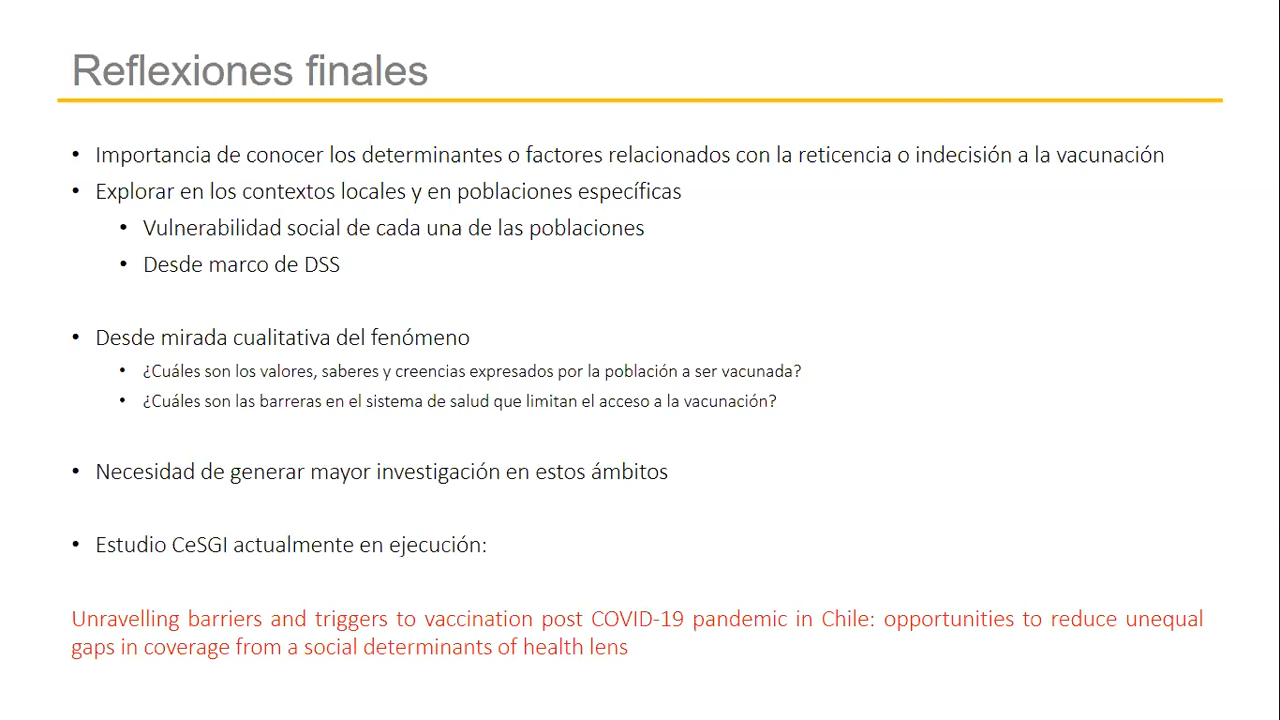 Reflexiones finales
• Importancia de conocer los determinantes o factores relacionados con la reticencia o indecisión a la vacunación
• Explorar en los contextos locales y en poblaciones específicas
• Vulnerabilidad social de cada una de las poblaciones
• Desde marco de DSS
• Desde mirada cualitativa del fenómeno
• ¿Cuáles son los valores, saberes y creencias expresados por la población a ser vacunada?
• ¿Cuáles son las barreras en el sistema de salud que limitan el acceso a la vacunación?
• Necesidad de generar mayor investigación en estos ámbitos
• Estudio CeSGI actualmente en ejecución:
Unravelling barriers and triggers to vaccination post COVID-19 pandemic in Chile: opportunities to reduce unequal
gaps in coverage from a social determinants of health lens